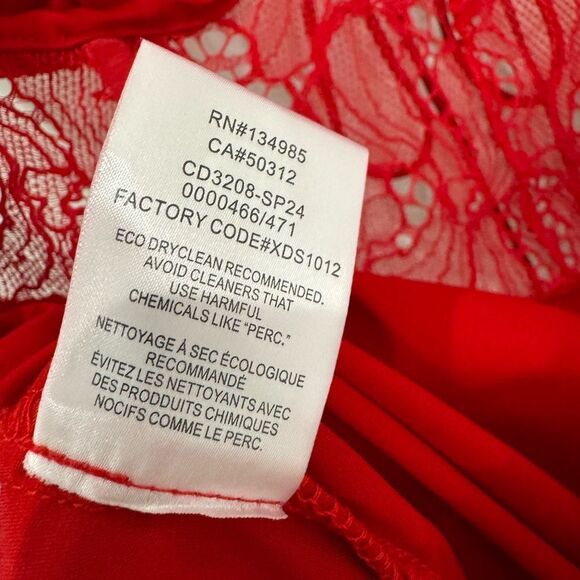 RN#134985
CA#50312
CD3208-SP24
0000466/471
FACTORY CODE#XDS1012
ECO DRYCLEAN RECOMMENDED.
AVOID CLEANERS THAT
USE HARMFUL
CHEMICALS LIKE "PERC."
NETTOYAGE À SEC ÉCOLOGIQUE
RECOMMANDÉ
ÉVITEZ LES NETTOYANTS AVEC
DES PRODDUITS CHIMIQUES
NOCIFS COMME LE PERC.